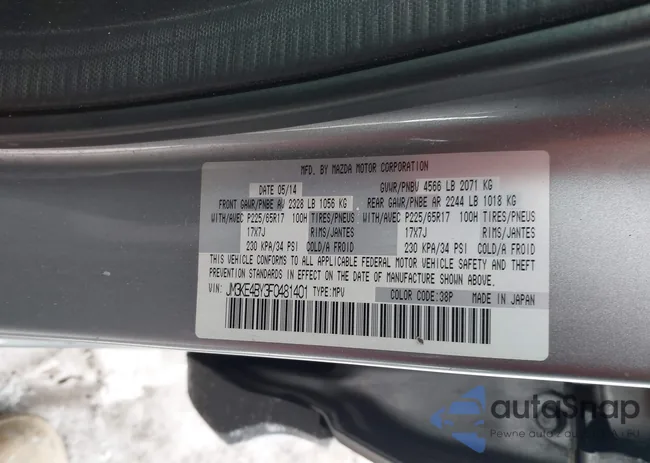 MFD. BY MAZDA MOTOR CORPORATION
DATE 05/14 GVWR/PNBV 4566 LB 2071 KG
FRONT GAWR/PNBE AV 2328 LB 1056 KG REAR GAWR/PNBE AR 2244 LB 1018 KG
WITH/AVEC P225/65R17 100H TIRES/PNEUS WITH/AVEC P225/65R17 100H TIRES/PNEUS
17X7J RIMS/JANTES 17X7J RIMS/JANTES
230 KPA/34 PSI COLD/A FROID 230 KPA/34 PSI COLD/A FROID
THIS VEHICLE CONFORMS TO ALL APPLICABLE FEDERAL MOTOR VEHICLE SAFETY AND THEFT
PREVENTION STANDARDS IN EFFECT ON THE DATE OF MANUFACTURE SHOWN ABOVE.
VIN: JM3KE4BY3F0481401 TYPE:MPV COLOR CODE:38P MADE IN JAPAN
autoSnap
Pewne auto z